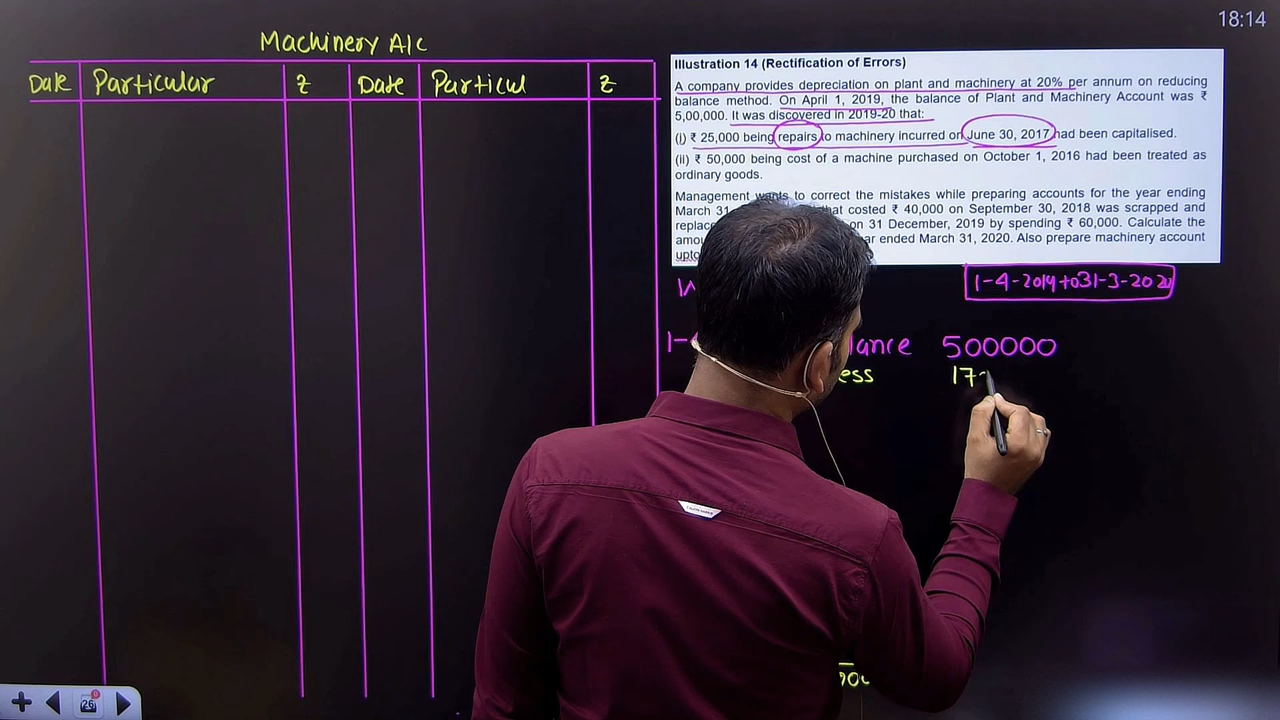 18:14
Machinery A/c
Date Particular ₹ Date Particul ₹
Illustration 14 (Rectification of Errors)
A company provides depreciation on plant and machinery at 20% per annum on reducing
balance method. On April 1, 2019, the balance of Plant and Machinery Account was ₹
5,00,000. It was discovered in 2019-20 that:
(i) ₹ 25,000 being repairs to machinery incurred on June 30, 2017 had been capitalised.
(ii) ₹ 50,000 being cost of a machine purchased on October 1, 2016 had been treated as
ordinary goods.
Management wants to correct the mistakes while preparing accounts for the year ending
March 31 that costed ₹ 40,000 on September 30, 2018 was scrapped and
on 31 December, 2019 by spending ₹ 60,000. Calculate the
ended March 31, 2020. Also prepare machinery account
1-4-2019 to 31-3-2020
500000
17
26